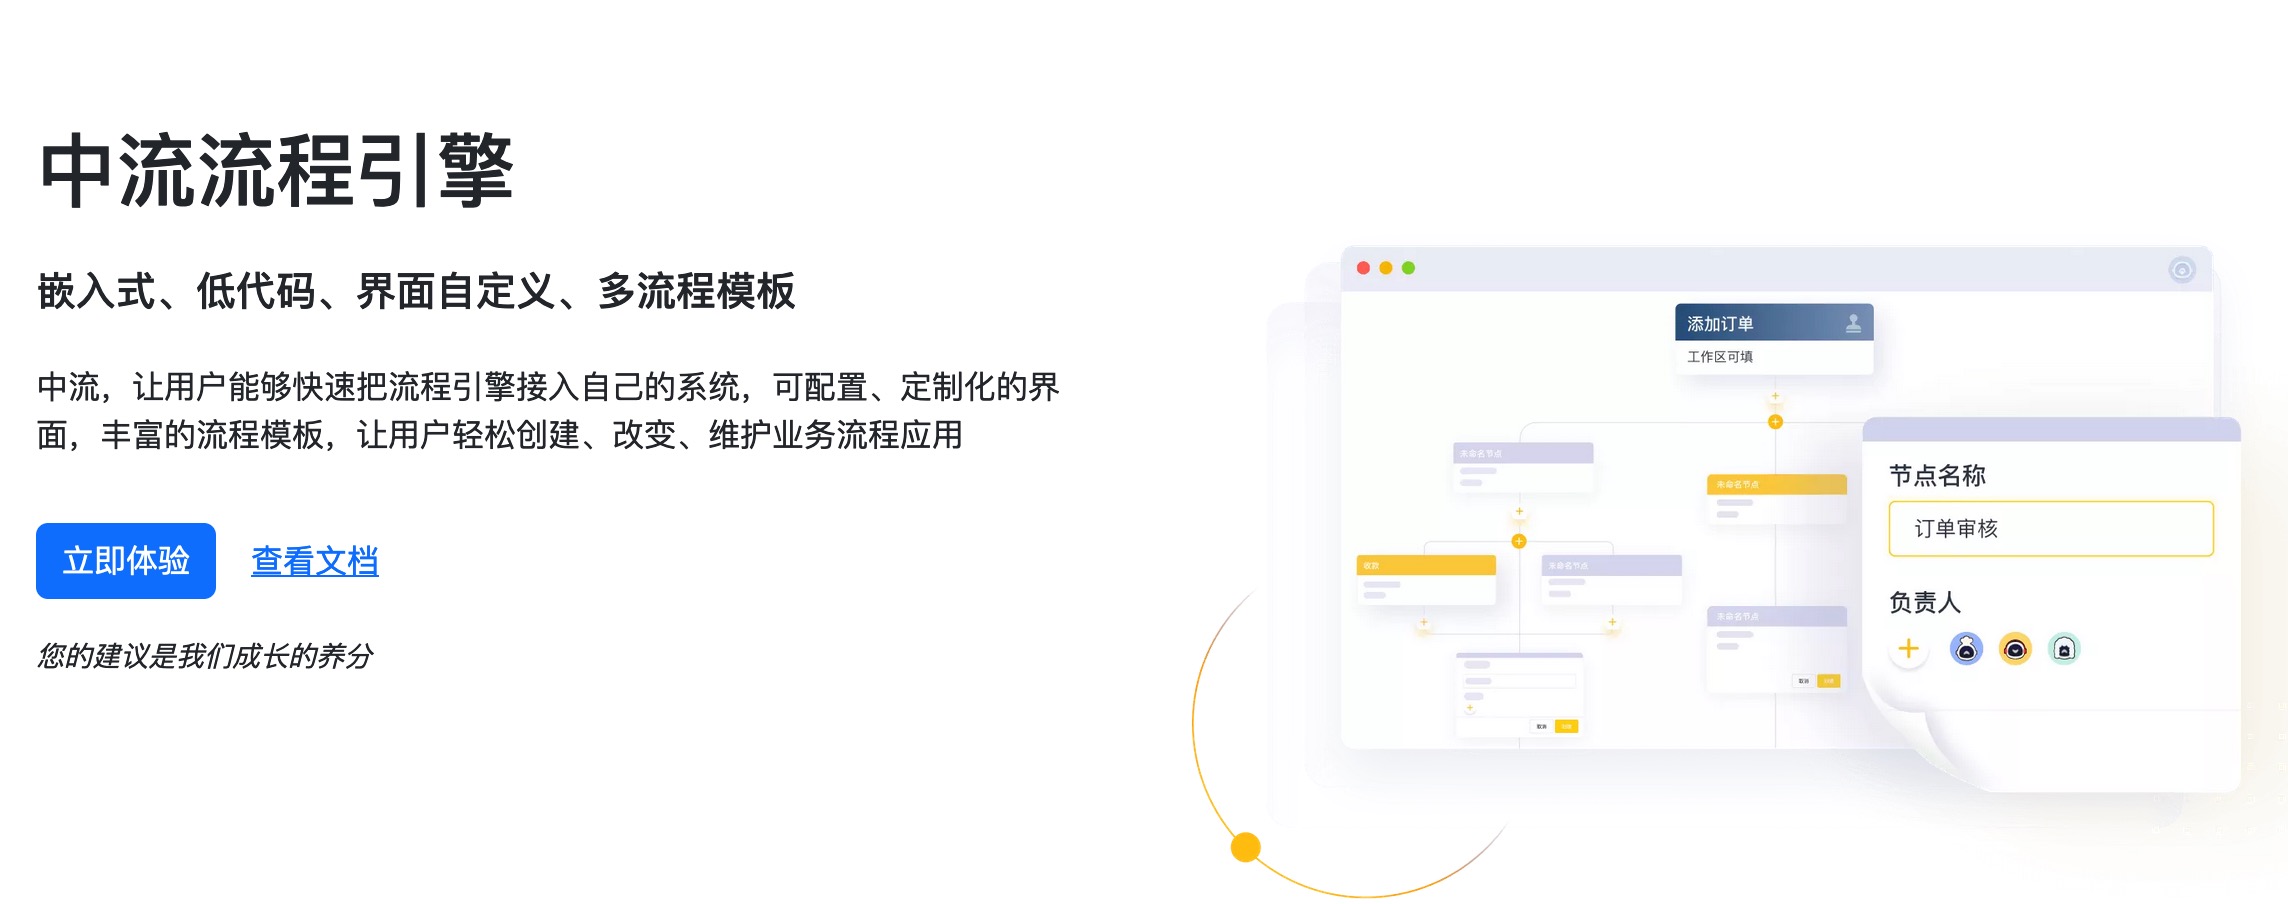 中流流程引擎
嵌入式、低代码、界面自定义、多流程模板
中流，让用户能够快速把流程引擎接入自己的系统，可配置、定制化的界
面，丰富的流程模板，让用户轻松创建、改变、维护业务流程应用
立即体验 查看文档
您的建议是我们成长的养分
添加订单
工作区可填
未命名节点
未命名节点
收款
未命名节点
未命名节点
取消
取消
节点名称
订单审核
负责人